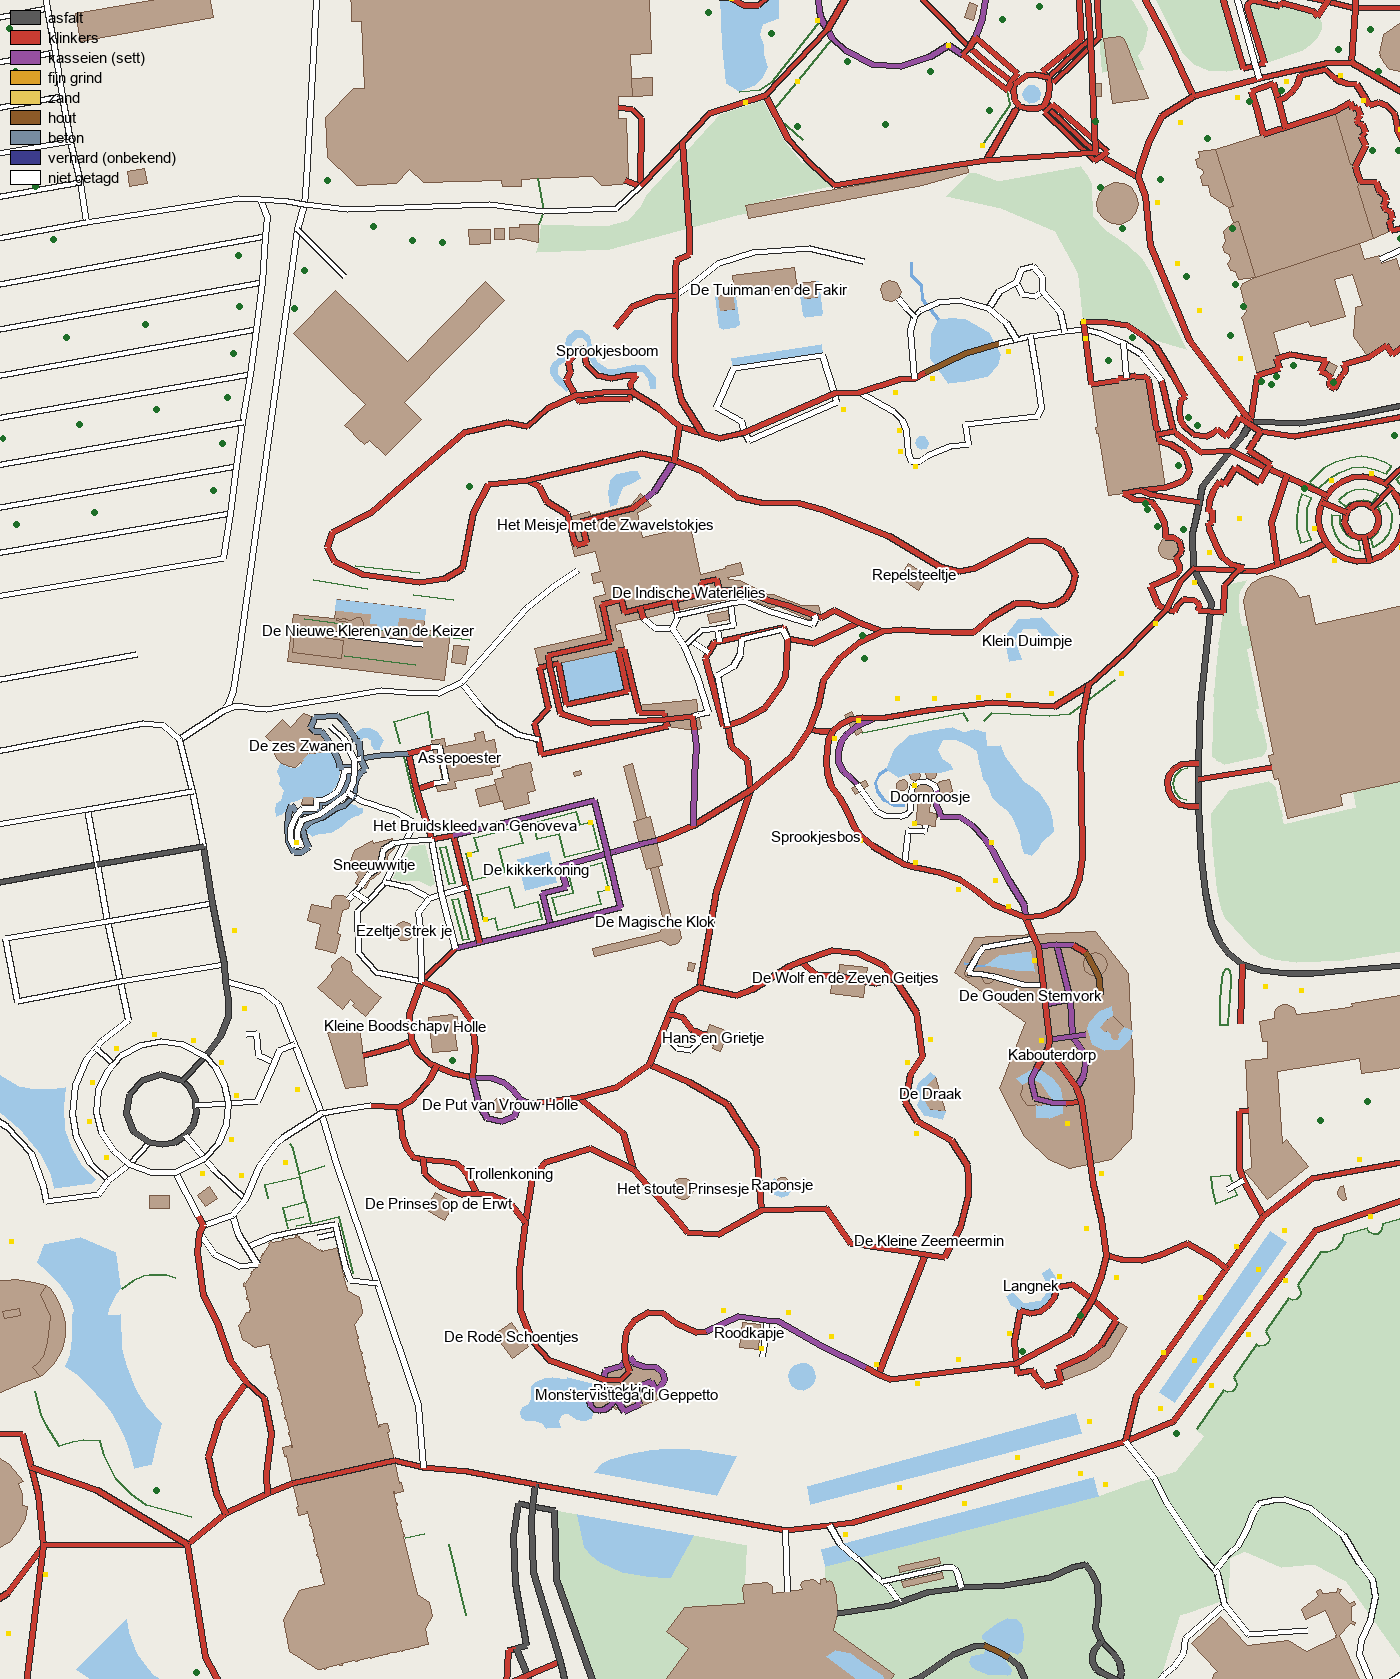 asfalt
klinkers
kasseien (sett)
fijn grind
zand
hout
beton
verhard (onbekend)
niet getagd
De Tuinman en de Fakir
Sprookjesboom
Het Meisje met de Zwavelstokjes
Repelsteeltje
De Indische Waterlelies
De Nieuwe Kleren van de Keizer
Klein Duimpje
De zes Zwanen
Assepoester
Doornroosje
Het Bruidskleed van Genoveva
Sprookjesbos
Sneeuwwitje
De kikkerkoning
De Magische Klok
Ezeltje strek je
De Wolf en de Zeven Geitjes
De Gouden Stemvork
Kleine Boodschap
Holle
Hans en Grietje
Kabouterdorp
De Draak
De Put van Vrouw Holle
Trollenkoning
Het stoute Prinsesje
Raponsje
De Prinses op de Erwt
De Kleine Zeemeermin
Langnek
De Rode Schoentjes
Roodkapje
di Geppetto